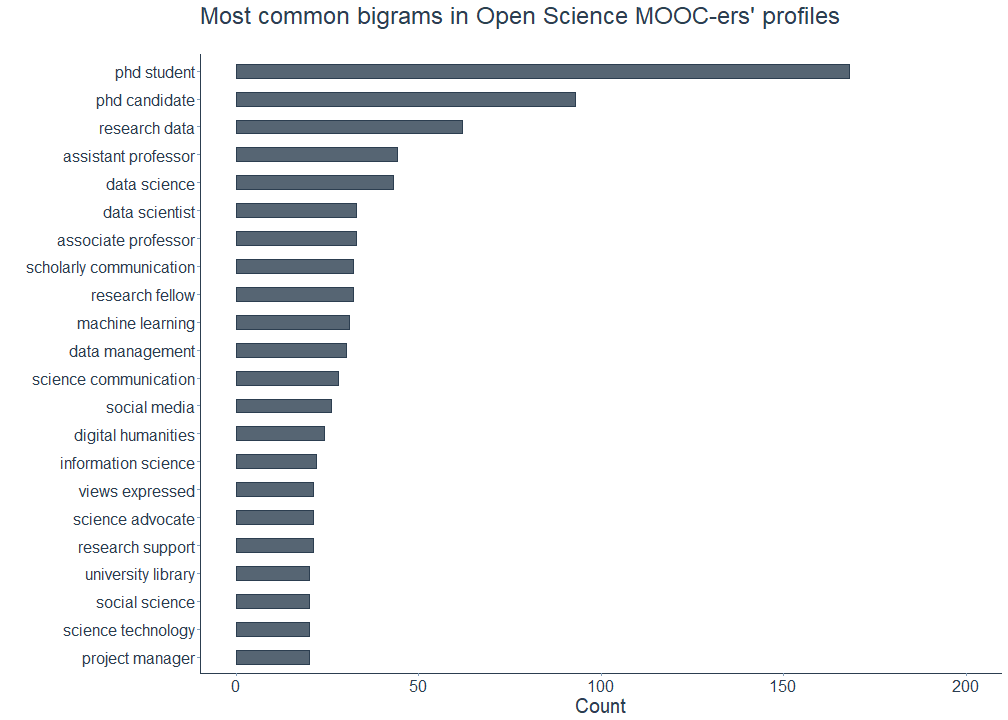 Most common bigrams in Open Science MOOC-ers' profiles
phd student
phd candidate
research data
assistant professor
data science
data scientist
associate professor
scholarly communication
research fellow
machine learning
data management
science communication
social media
digital humanities
information science
views expressed
science advocate
research support
university library
social science
science technology
project manager
0 50 100 150 200
Count